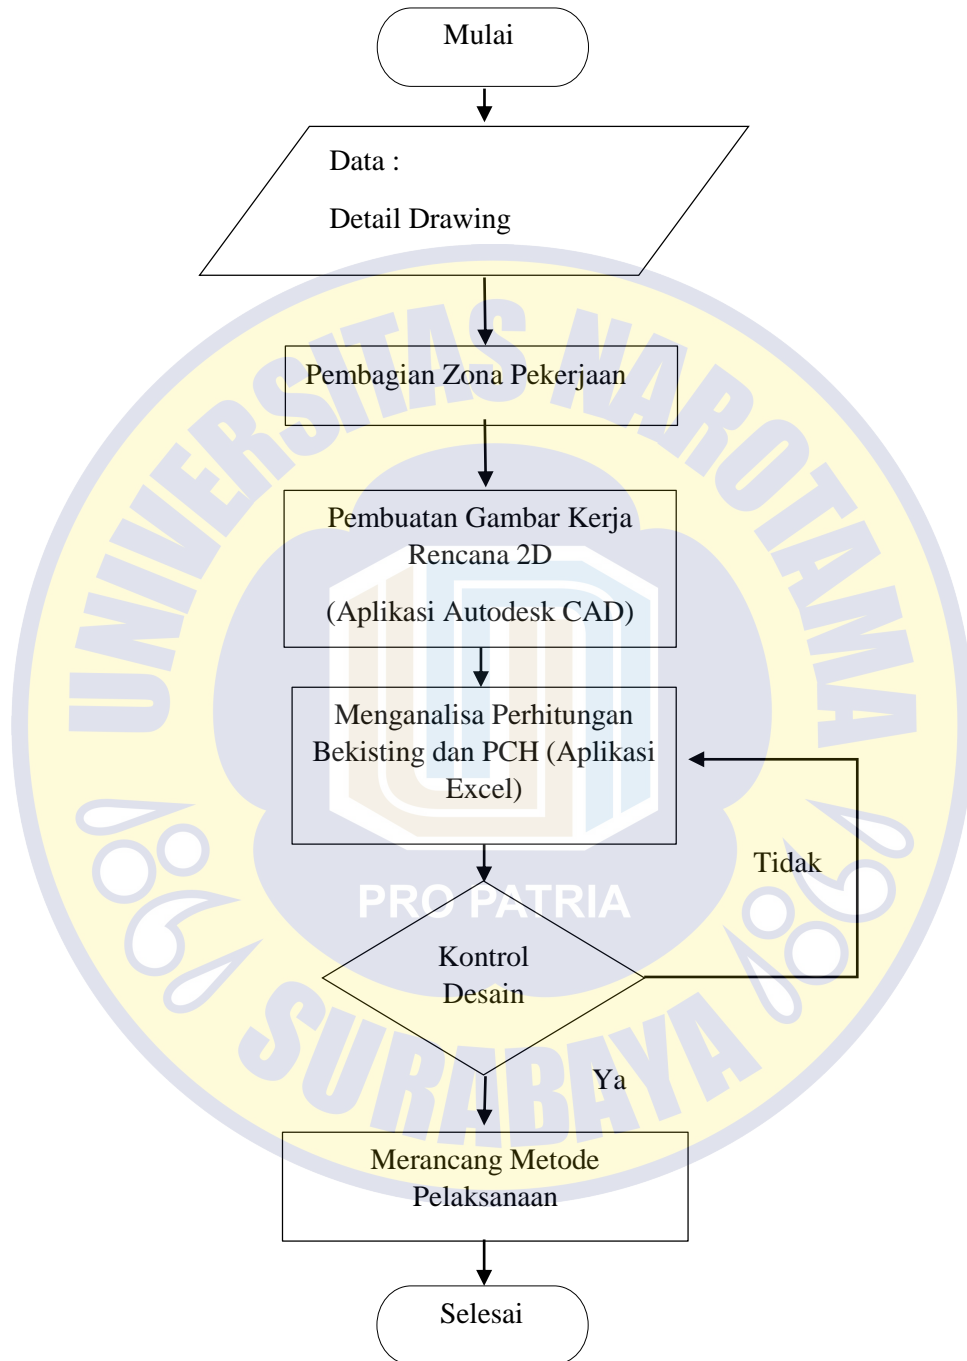 Mulai
Data :
Detail Drawing
UNIVERSITAS NAROTAMA
Pembagian Zona Pekerjaan
Pembuatan Gambar Kerja
Rencana 2D
(Aplikasi Autodesk CAD)
Menganalisa Perhitungan
Bekisting dan PCH (Aplikasi
Excel)
Tidak
PRO PATRIA
Kontrol
Desain
SURABAYA
Ya
Merancang Metode
Pelaksanaan
Selesai